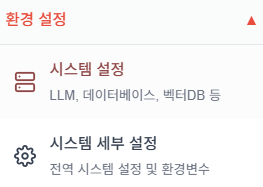 환경 설정 ▲
시스템 설정
LLM, 데이터베이스, 벡터DB 등
시스템 세부 설정
전역 시스템 설정 및 환경변수